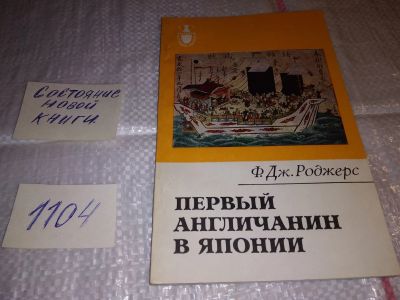 Состояние
новой
книги
1104
Ф. Дж. Роджерс
ПЕРВЫЙ
АНГЛИЧАНИН
В ЯПОНИИ